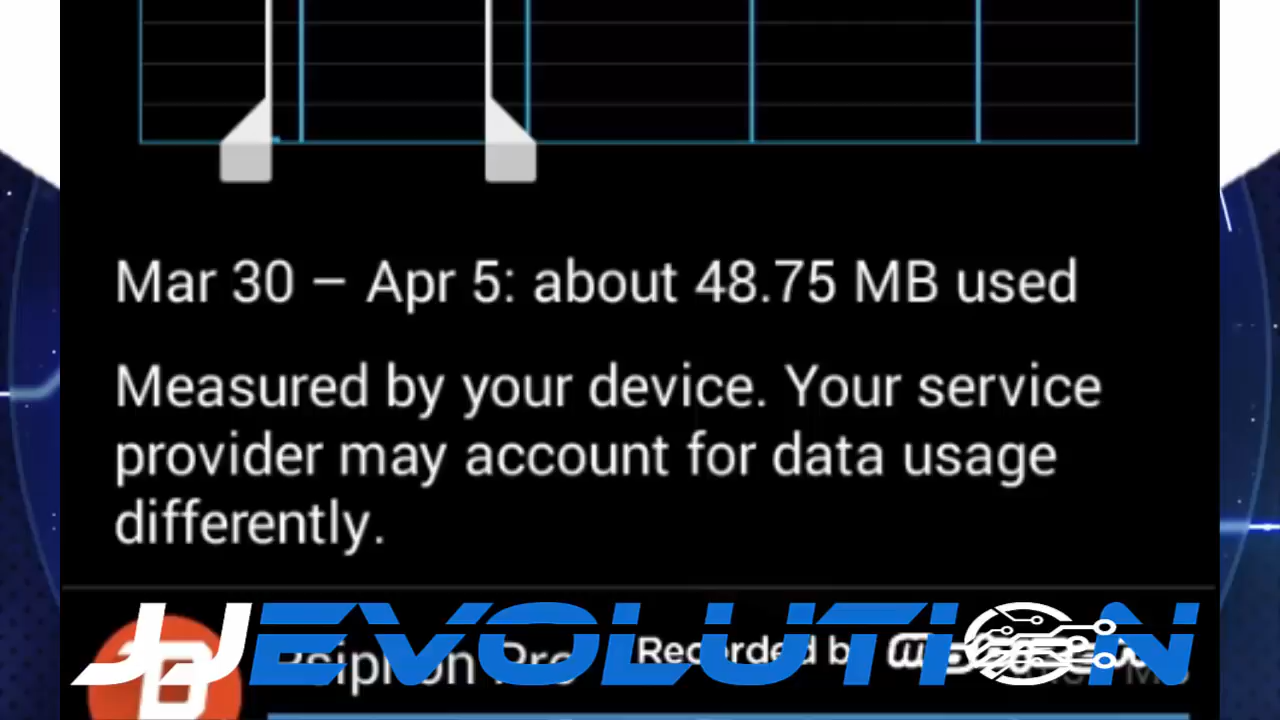 Mar 30 – Apr 5: about 48.75 MB used
Measured by your device. Your service
provider may account for data usage
differently.
JJEVOLUTION
Recorded by